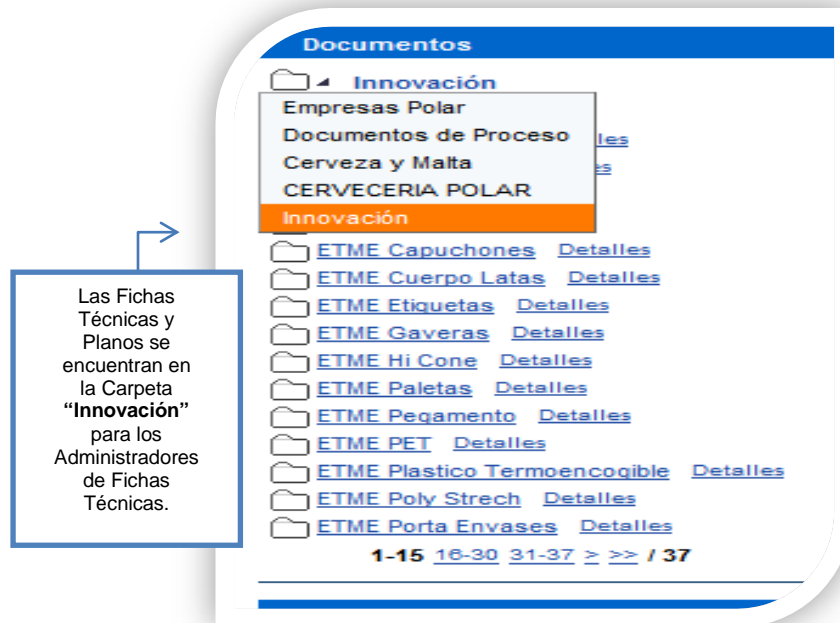 Documentos
Innovación
Empresas Polar
Documentos de Proceso
les
Cerveza y Malta
es
CERVECERIA POLAR
Innovación
ETME Capuchones Detalles
ETME Cuerpo Latas Detalles
ETME Etiquetas Detalles
ETME Gaveras Detalles
ETME Hi Cone Detalles
ETME Paletas Detalles
ETME Pegamento Detalles
ETME PET Detalles
ETME Plastico Termoencogible Detalles
ETME Poly Strech Detalles
ETME Porta Envases Detalles
1-15 16-30 31-37 > >> / 37
Las Fichas
Técnicas y
Planos se
encuentran en
la Carpeta
“Innovación”
para los
Administradores
de Fichas
Técnicas.